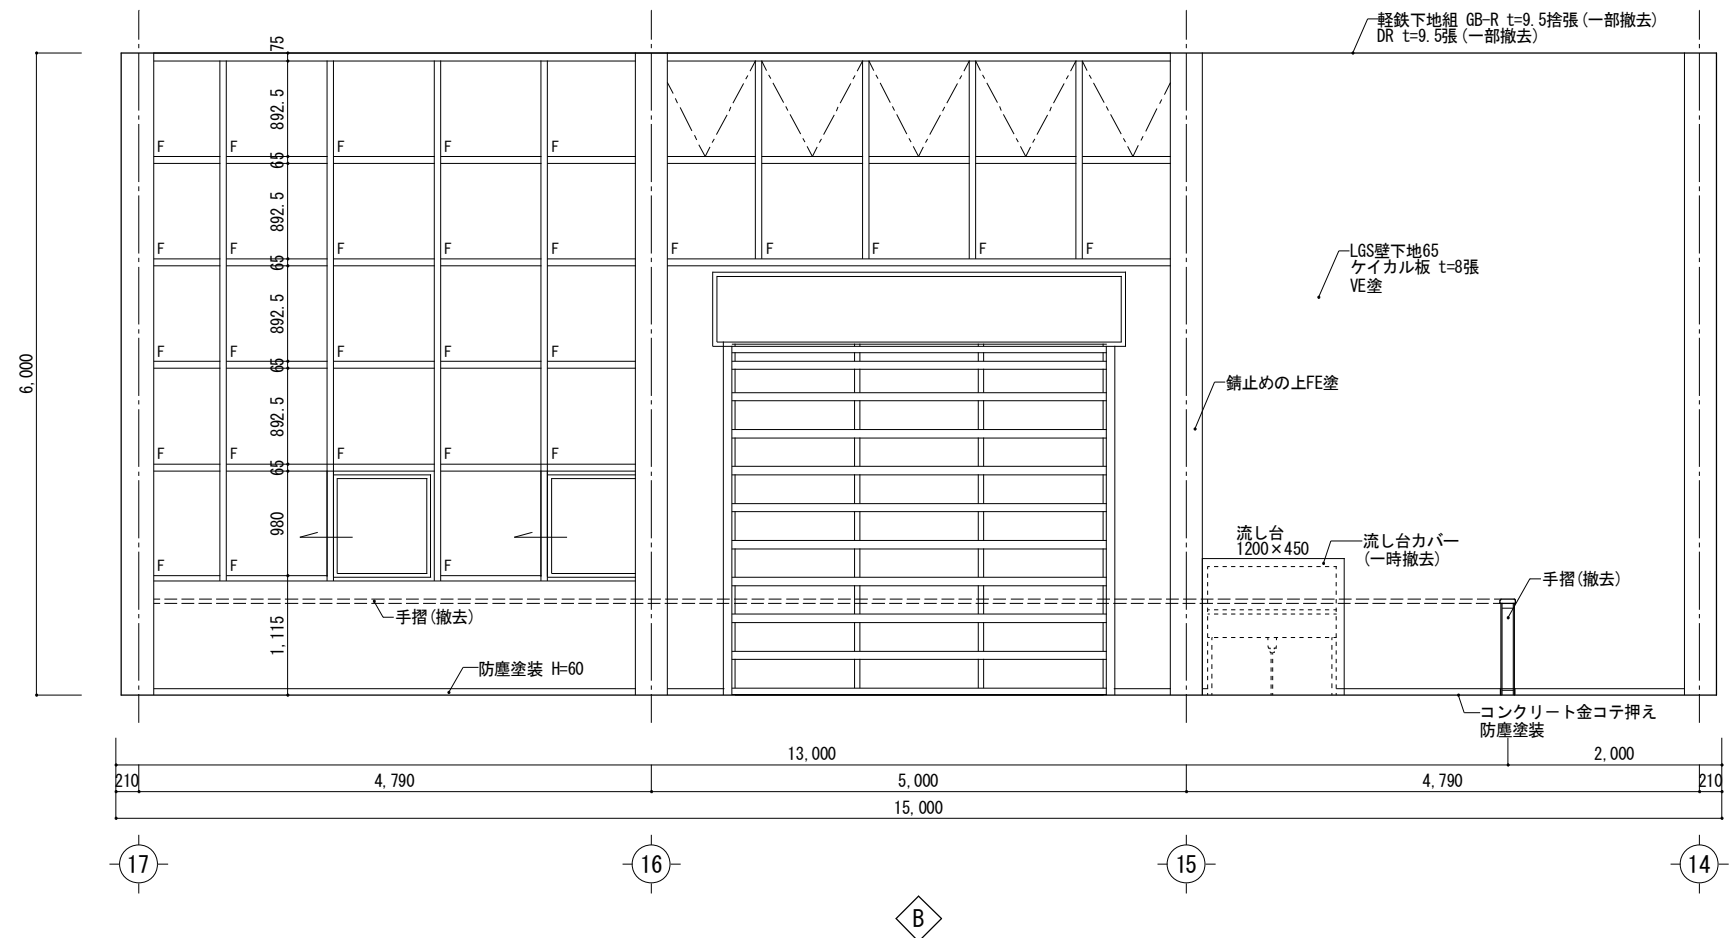 軽鉄下地組 GB-R t=9.5捨張(一部撤去)
DR t=9.5張(一部撤去)
75
892.5
F F F F F
65
892.5
F F F F F
F F F F
65
LGS壁下地65
ケイカル板 t=8張
VE塗
892.5
F F F F F
65
6,000
錆止めの上FE塗
892.5
F F F F F
65
980
流し台
1200×450
流し台カバー
(一時撤去)
F F F
手摺(撤去)
手摺(撤去)
1,115
防塵塗装 H=60
コンクリート金コテ押え
防塵塗装
13,000 2,000
210 4,790 5,000 4,790 210
15,000
17 16 15 14
B